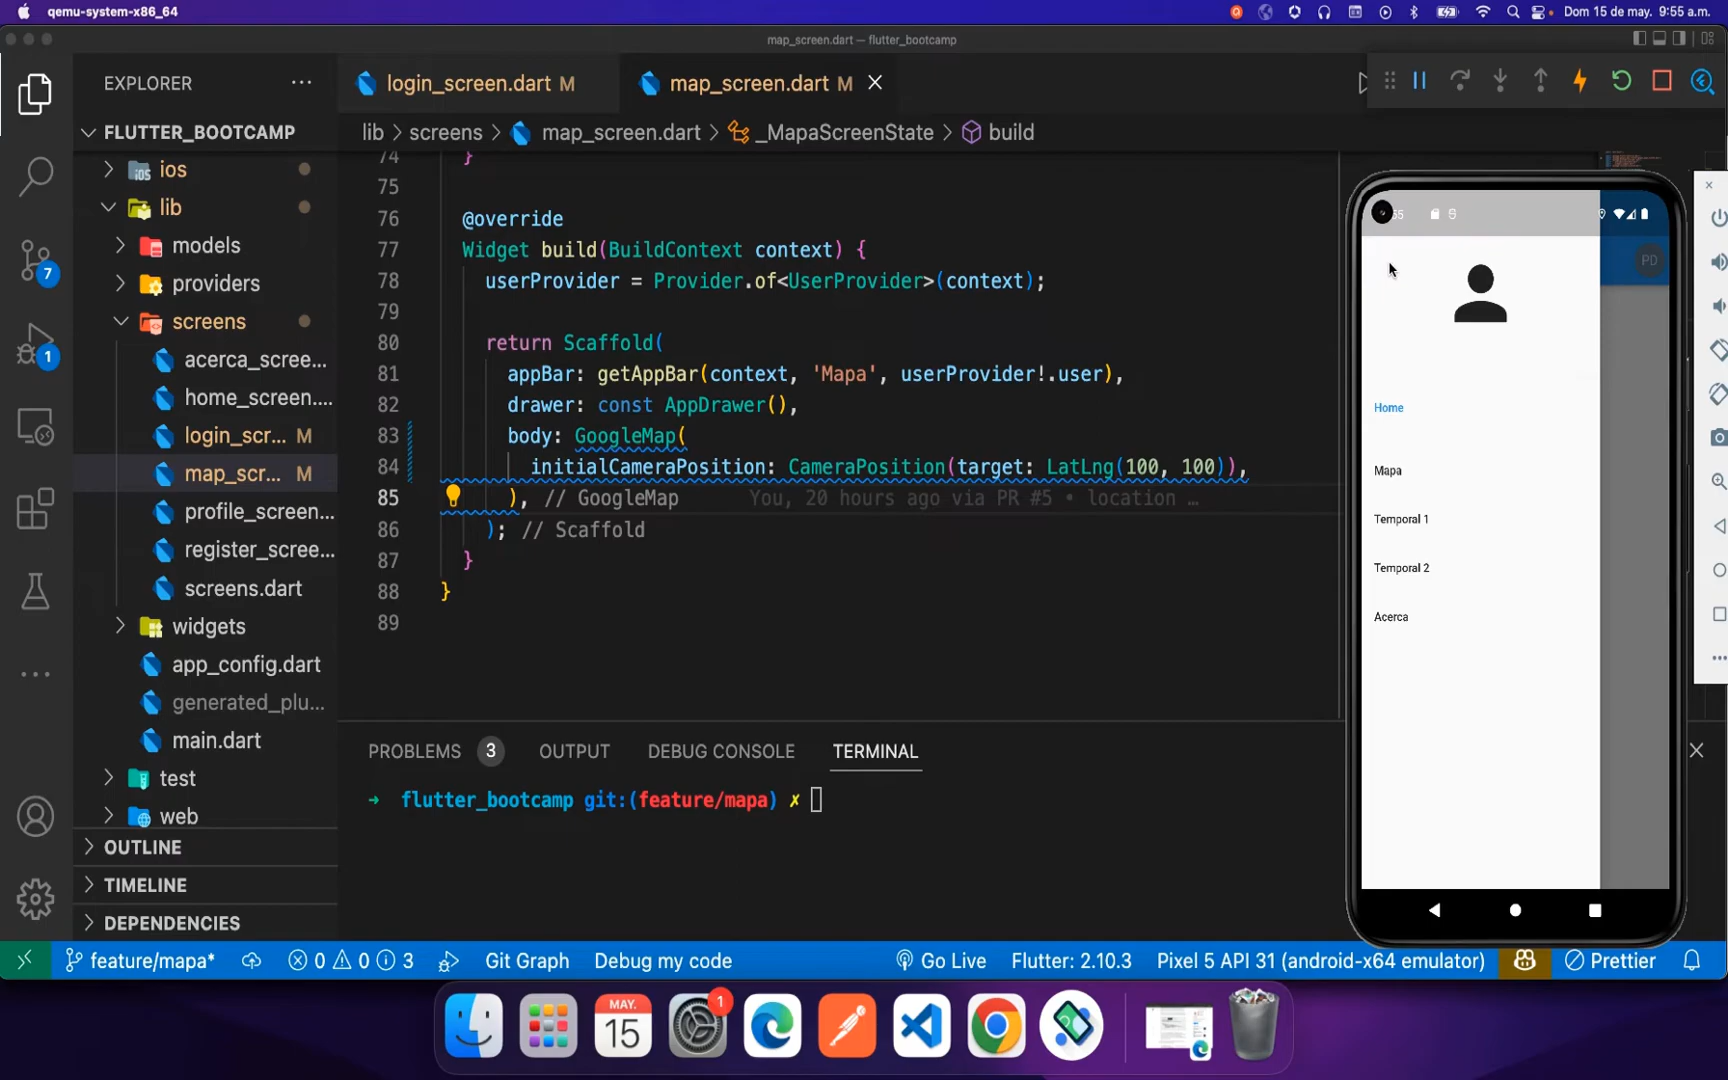 qemu-system-x86_64
Dom 15 de may. 9:55 a.m.
map_screen.dart — flutter_bootcamp
EXPLORER
login_screen.dart M
map_screen.dart M
FLUTTER_BOOTCAMP
lib > screens > map_screen.dart > _MapaScreenState > build
ios
lib
models
providers
screens
acerca_scree...
home_screen....
login_scr... M
map_scr... M
profile_screen...
register_scree...
screens.dart
widgets
app_config.dart
generated_plu...
main.dart
test
web
OUTLINE
TIMELINE
DEPENDENCIES
7
1
74 }
75
76 @override
77 Widget build(BuildContext context) {
78 userProvider = Provider.of<UserProvider>(context);
79
80 return Scaffold(
81 appBar: getAppBar(context, 'Mapa', userProvider!.user),
82 drawer: const AppDrawer(),
83 body: GoogleMap(
84 initialCameraPosition: CameraPosition(target: LatLng(100, 100)),
85 ), // GoogleMap You, 20 hours ago via PR #5 • location …
86 ); // Scaffold
87 }
88 }
89
PROBLEMS 3 OUTPUT DEBUG CONSOLE TERMINAL
➜ flutter_bootcamp git:(feature/mapa) ✗
PD
Home
Mapa
Temporal 1
Temporal 2
Acerca
feature/mapa* 0 0 3 Git Graph Debug my code Go Live Flutter: 2.10.3 Pixel 5 API 31 (android-x64 emulator) Prettier
MAY.
15
1